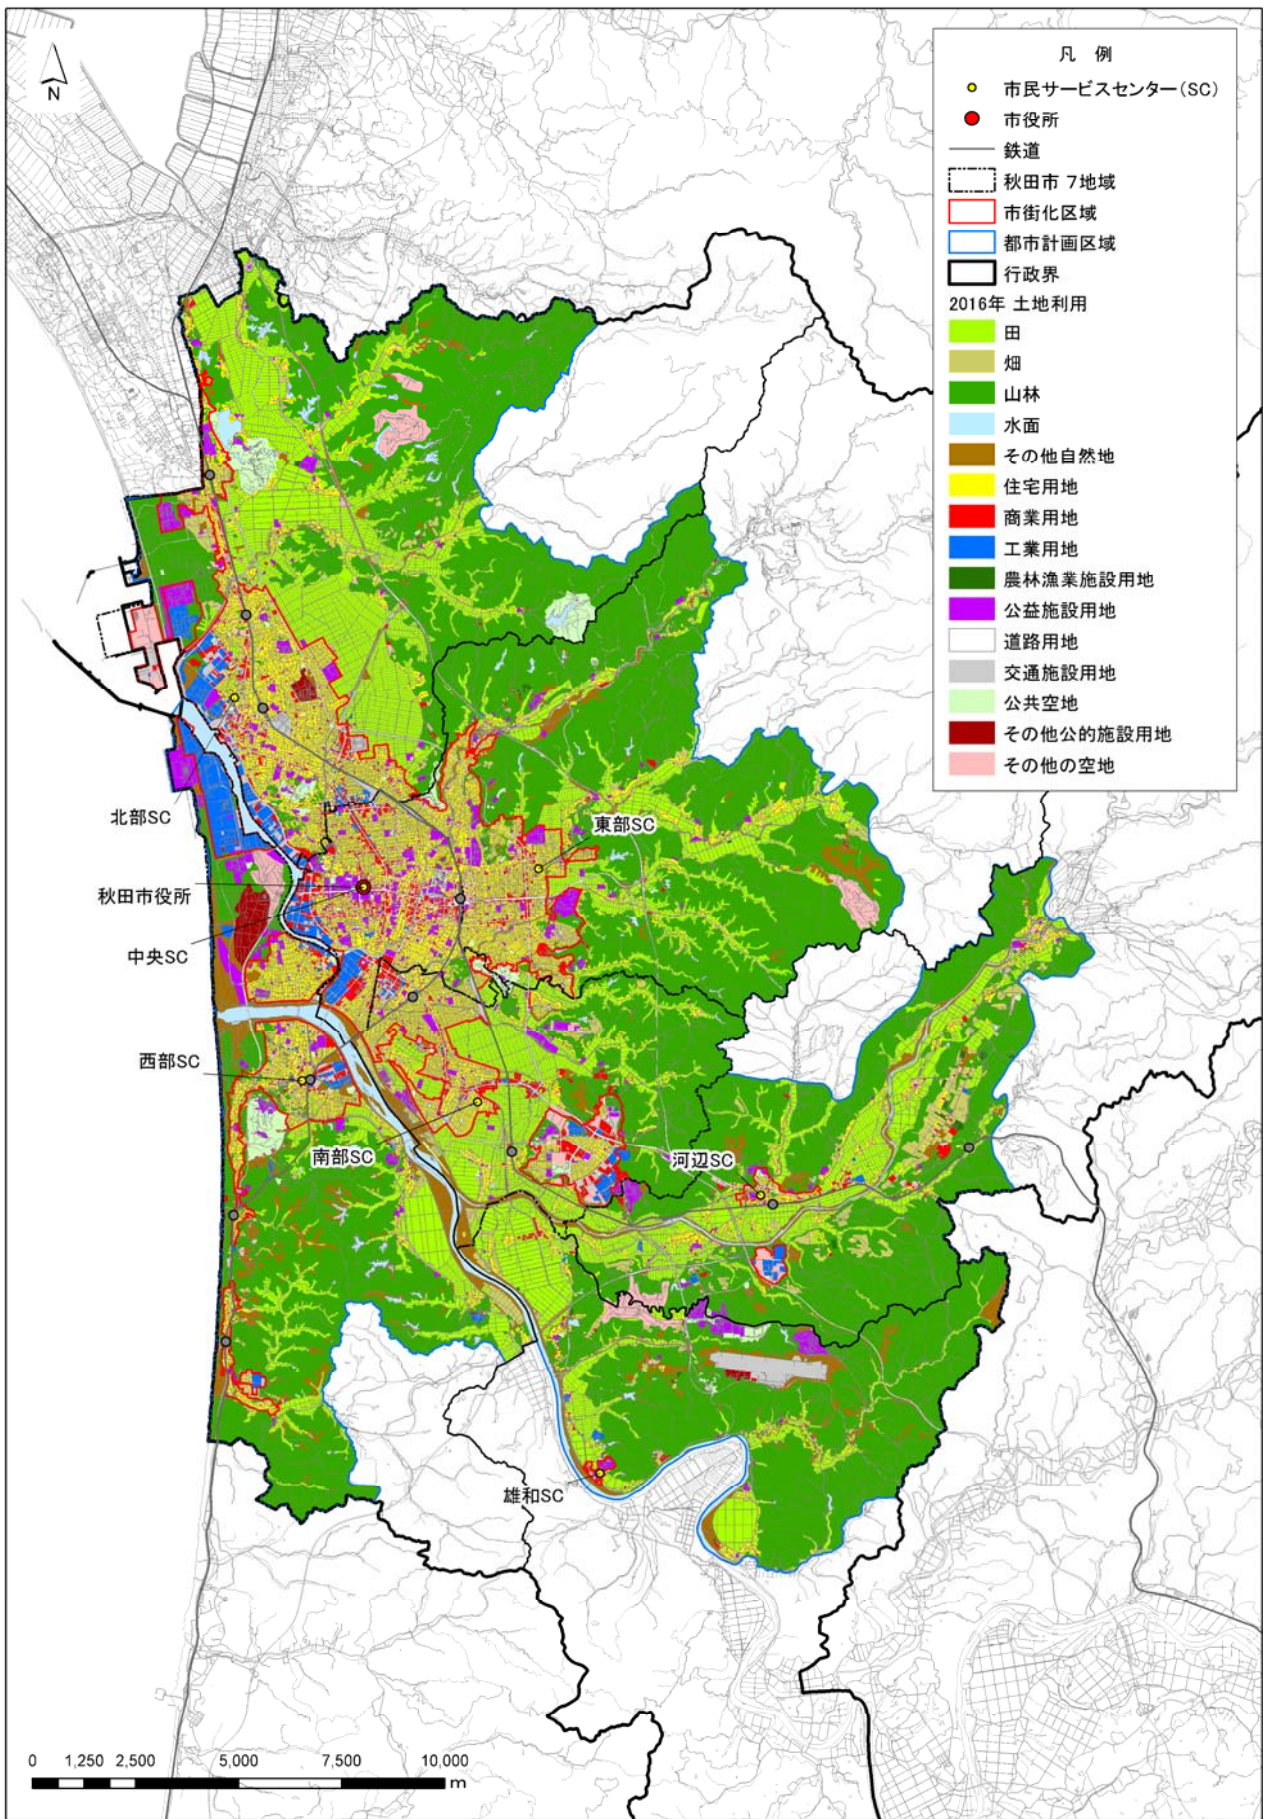 N
凡 例
市民サービスセンター(SC)
市役所
鉄道
秋田市 7地域
市街化区域
都市計画区域
行政界
2016年 土地利用
田
畑
山林
水面
その他自然地
住宅用地
商業用地
工業用地
農林漁業施設用地
公益施設用地
道路用地
交通施設用地
公共空地
その他公的施設用地
その他の空地
北部SC
東部SC
秋田市役所
中央SC
西部SC
南部SC
河辺SC
雄和SC
0 1,250 2,500 5,000 7,500 10,000
m